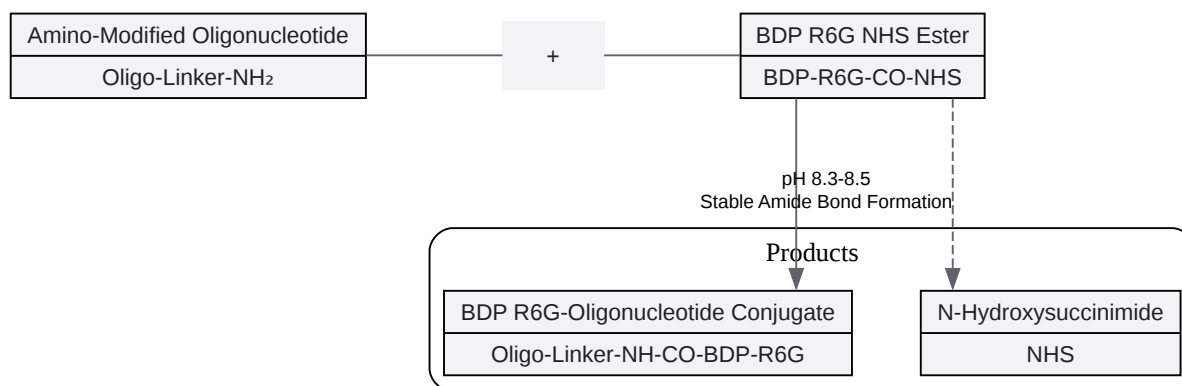 Amino-Modified Oligonucleotide
Oligo-Linker-NH₂
+
BDP R6G NHS Ester
BDP-R6G-CO-NHS
pH 8.3-8.5
Stable Amide Bond Formation
Products
BDP R6G-Oligonucleotide Conjugate
Oligo-Linker-NH-CO-BDP-R6G
N-Hydroxysuccinimide
NHS